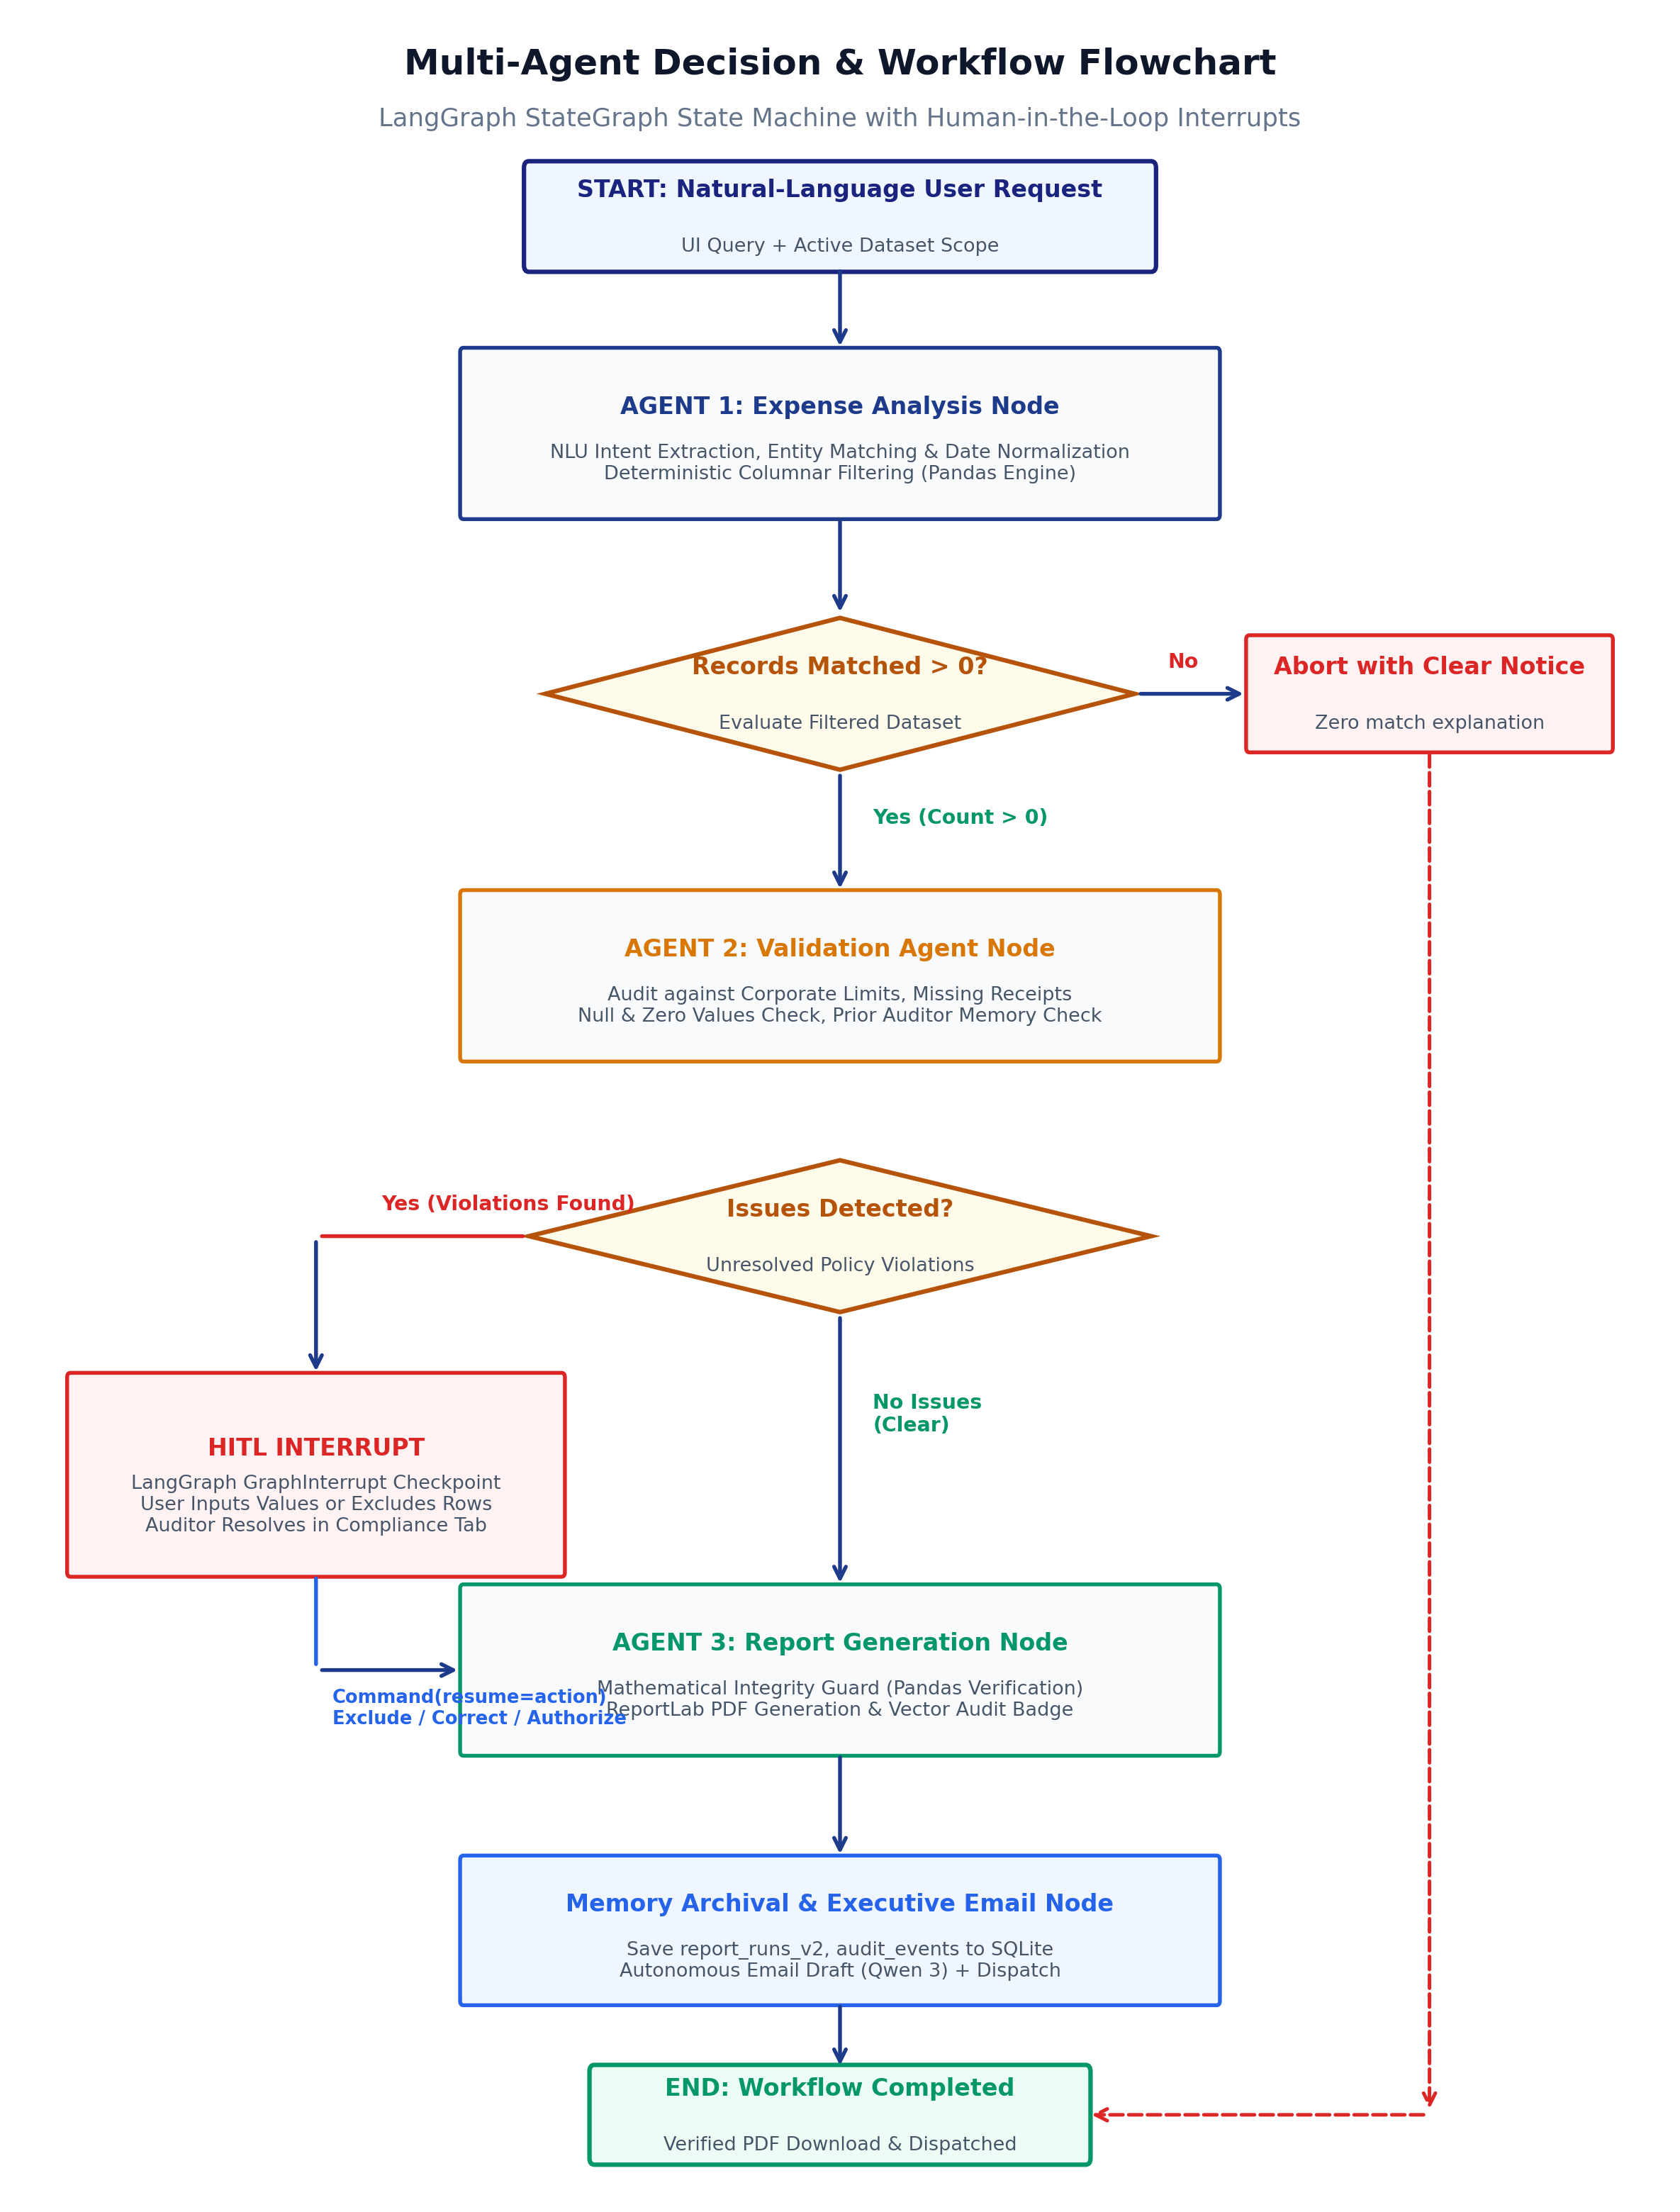 Multi-Agent Decision & Workflow Flowchart
LangGraph StateGraph State Machine with Human-in-the-Loop Interrupts
START: Natural-Language User Request
UI Query + Active Dataset Scope
AGENT 1: Expense Analysis Node
NLU Intent Extraction, Entity Matching & Date Normalization
Deterministic Columnar Filtering (Pandas Engine)
Records Matched > 0?
Evaluate Filtered Dataset
No
Abort with Clear Notice
Zero match explanation
Yes (Count > 0)
AGENT 2: Validation Agent Node
Audit against Corporate Limits, Missing Receipts
Null & Zero Values Check, Prior Auditor Memory Check
Yes (Violations Found)
Issues Detected?
Unresolved Policy Violations
No Issues
(Clear)
HITL INTERRUPT
LangGraph GraphInterrupt Checkpoint
User Inputs Values or Excludes Rows
Auditor Resolves in Compliance Tab
Command(resume=action)
Exclude / Correct / Authorize
AGENT 3: Report Generation Node
Mathematical Integrity Guard (Pandas Verification)
ReportLab PDF Generation & Vector Audit Badge
Memory Archival & Executive Email Node
Save report_runs_v2, audit_events to SQLite
Autonomous Email Draft (Qwen 3) + Dispatch
END: Workflow Completed
Verified PDF Download & Dispatched